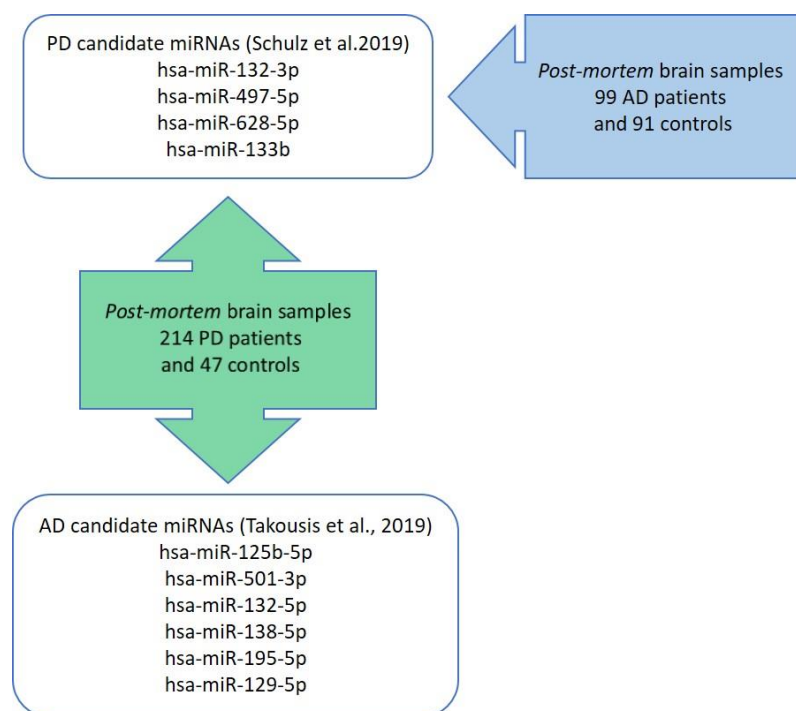 PD candidate miRNAs (Schulz et al.2019)
hsa-miR-132-3p
hsa-miR-497-5p
hsa-miR-628-5p
hsa-miR-133b
Post-mortem brain samples
99 AD patients
and 91 controls
Post-mortem brain samples
214 PD patients
and 47 controls
AD candidate miRNAs (Takousis et al., 2019)
hsa-miR-125b-5p
hsa-miR-501-3p
hsa-miR-132-5p
hsa-miR-138-5p
hsa-miR-195-5p
hsa-miR-129-5p